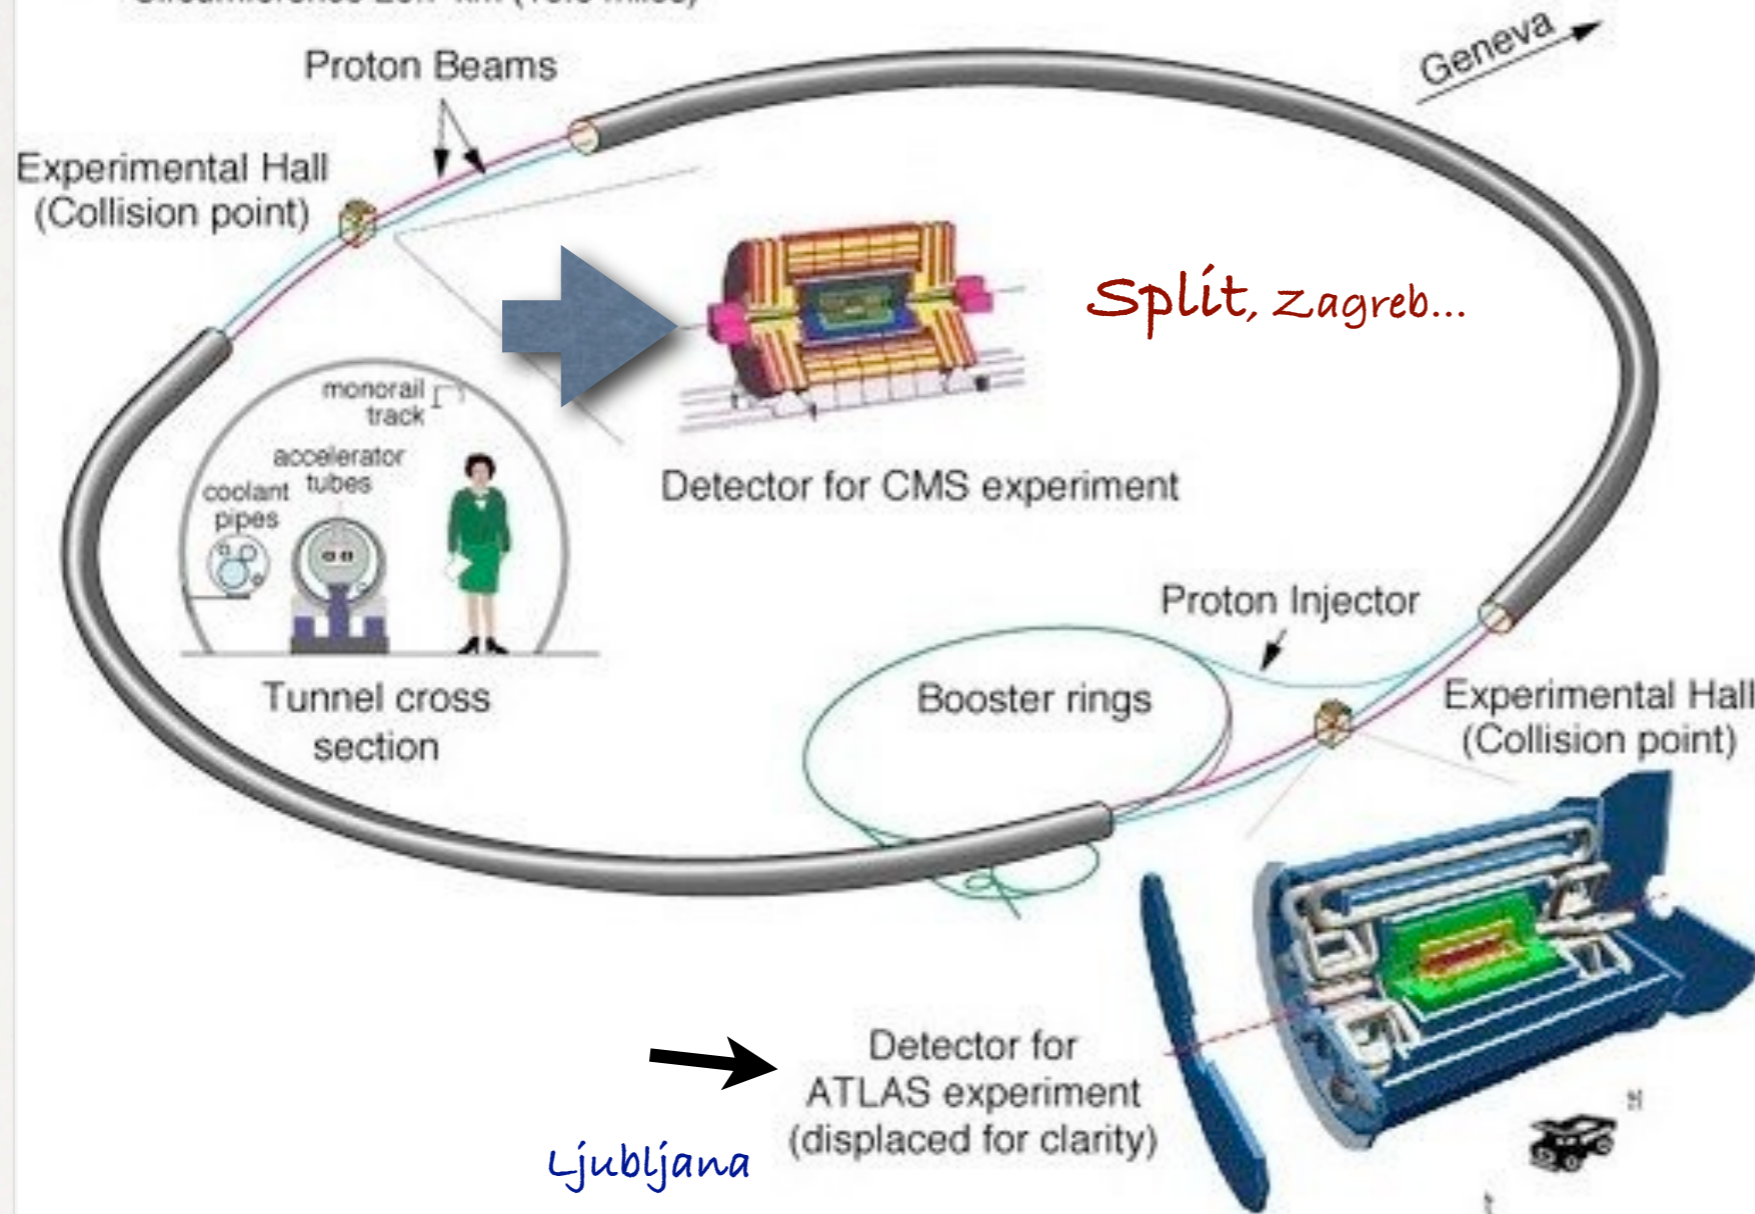 Proton Beams
Geneva
Experimental Hall
(Collision point)
Split, Zagreb...
monorail
track
accelerator
tubes
coolant
pipes
Detector for CMS experiment
Tunnel cross
section
Proton Injector
Booster rings
Experimental Hall
(Collision point)
Detector for
ATLAS experiment
(displaced for clarity)
Ljubljana